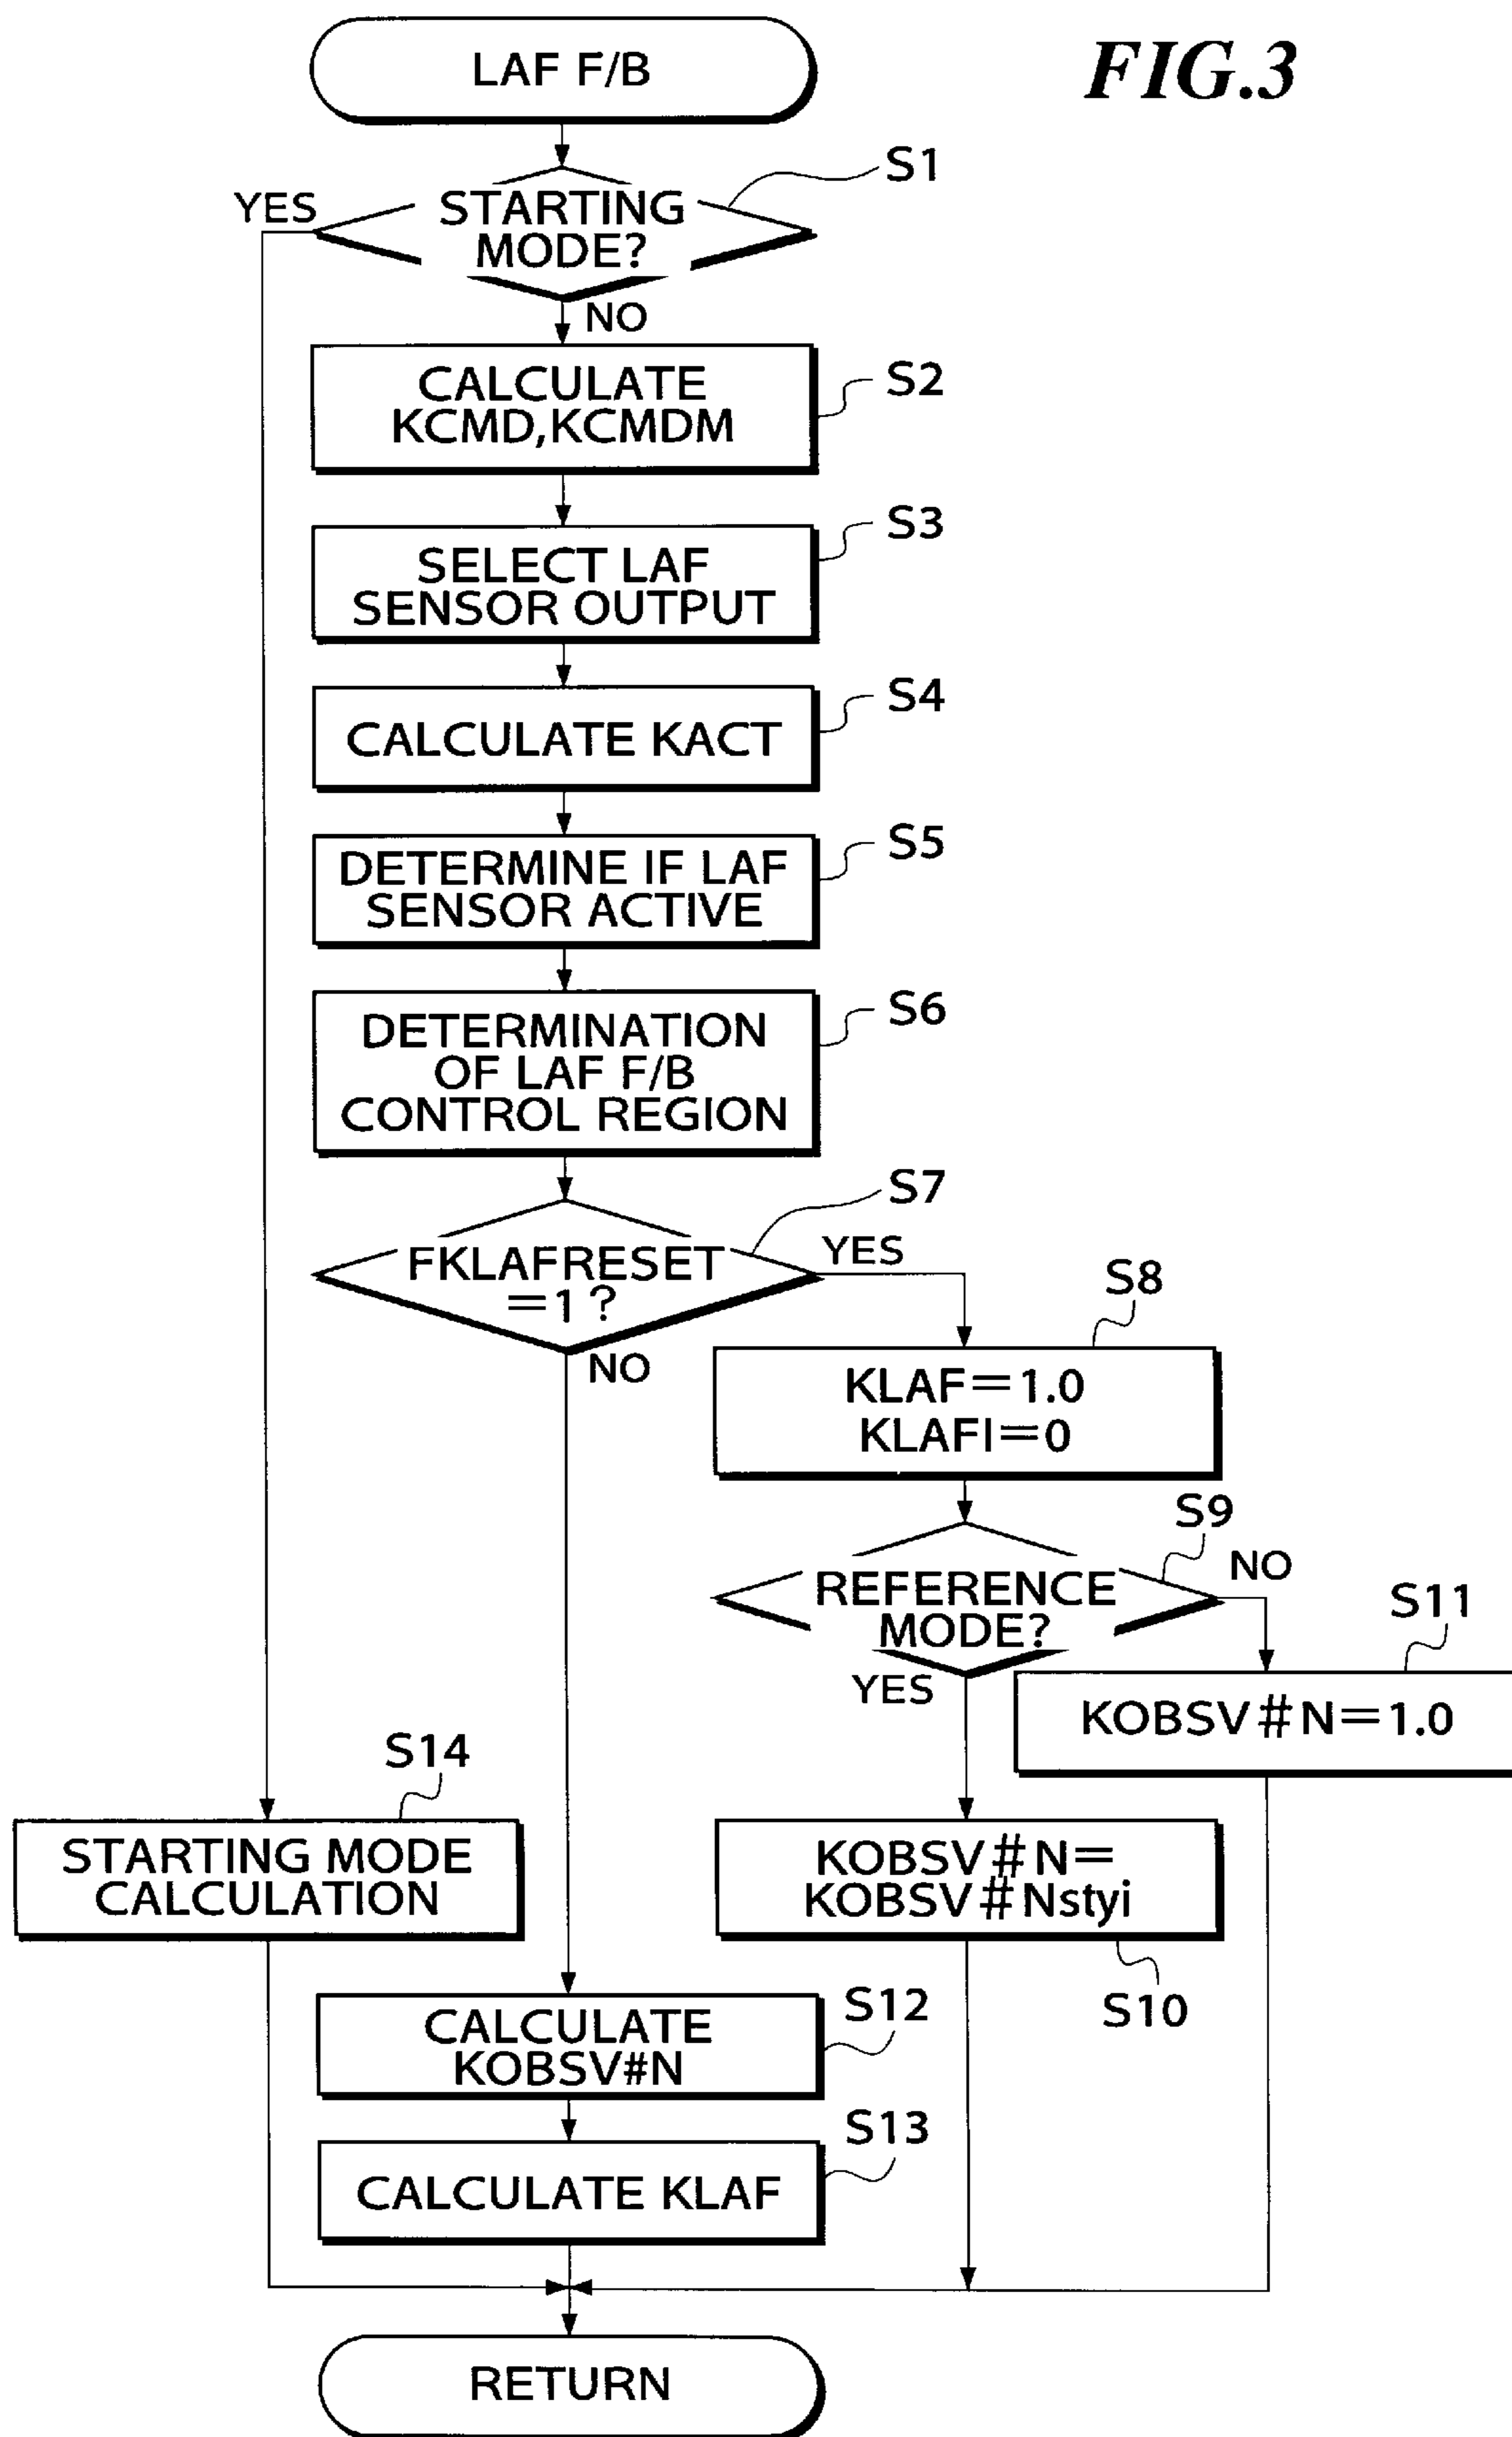 FIG.3
LAF F/B
S1
YES
STARTING
MODE?
NO
CALCULATE
KCMD,KCMDM
S2
SELECT LAF
SENSOR OUTPUT
S3
CALCULATE KACT
S4
DETERMINE IF LAF
SENSOR ACTIVE
S5
DETERMINATION
OF LAF F/B
CONTROL REGION
S6
S7
FKLAFRESET
=1?
YES
NO
S8
KLAF=1.0
KLAFI=0
S9
REFERENCE
MODE?
NO
YES
S11
KOBSV#N=1.0
S14
STARTING MODE
CALCULATION
KOBSV#N=
KOBSV#Nstyi
S10
CALCULATE
KOBSV#N
S12
CALCULATE KLAF
S13
RETURN